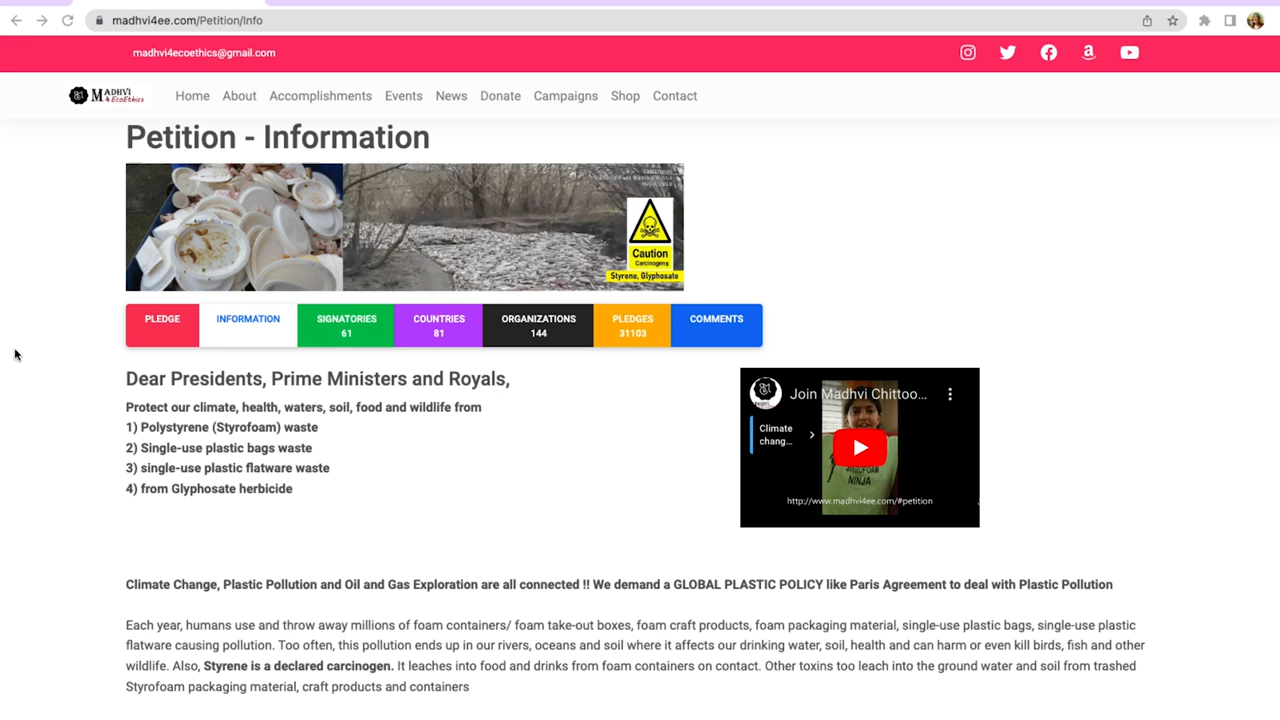 madhvi4ee.com/Petition/Info
madhvi4ecoethics@gmail.com
MADHVI
4 EcoEthics
Home About Accomplishments Events News Donate Campaigns Shop Contact
Petition - Information
Caution
Carcinogens
Styrene, Glyphosate
PLEDGE INFORMATION SIGNATORIES COUNTRIES ORGANIZATIONS PLEDGES COMMENTS
61 81 144 31103
Dear Presidents, Prime Ministers and Royals,
Protect our climate, health, waters, soil, food and wildlife from
1) Polystyrene (Styrofoam) waste
2) Single-use plastic bags waste
3) single-use plastic flatware waste
4) from Glyphosate herbicide
Join Madhvi Chittoo...
Climate
chang...
NINJA
http://www.madhvi4ee.com/#petition
Climate Change, Plastic Pollution and Oil and Gas Exploration are all connected !! We demand a GLOBAL PLASTIC POLICY like Paris Agreement to deal with Plastic Pollution
Each year, humans use and throw away millions of foam containers/ foam take-out boxes, foam craft products, foam packaging material, single-use plastic bags, single-use plastic
flatware causing pollution. Too often, this pollution ends up in our rivers, oceans and soil where it affects our drinking water, soil, health and can harm or even kill birds, fish and other
wildlife. Also, Styrene is a declared carcinogen. It leaches into food and drinks from foam containers on contact. Other toxins too leach into the ground water and soil from trashed
Styrofoam packaging material, craft products and containers